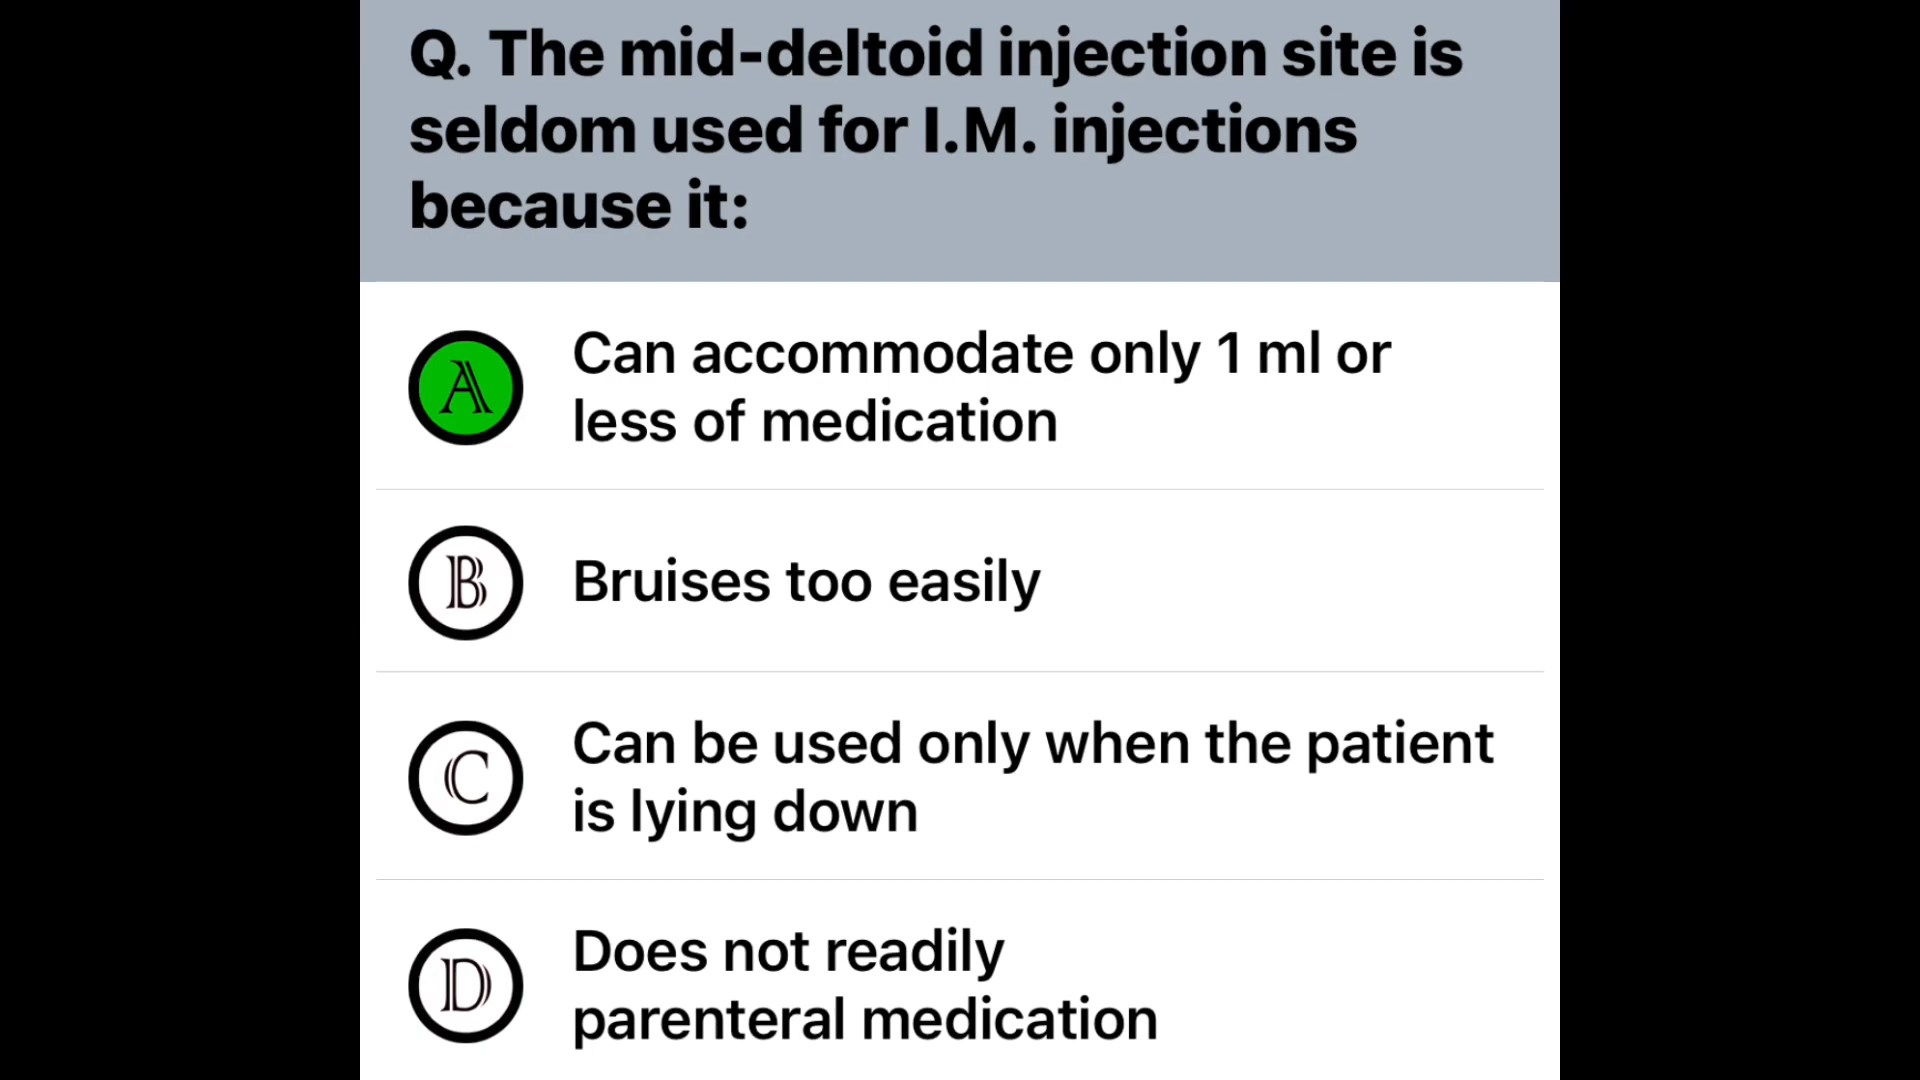 Q. The mid-deltoid injection site is
seldom used for I.M. injections
because it:
A
Can accommodate only 1 ml or
less of medication
B
Bruises too easily
C
Can be used only when the patient
is lying down
D
Does not readily
parenteral medication